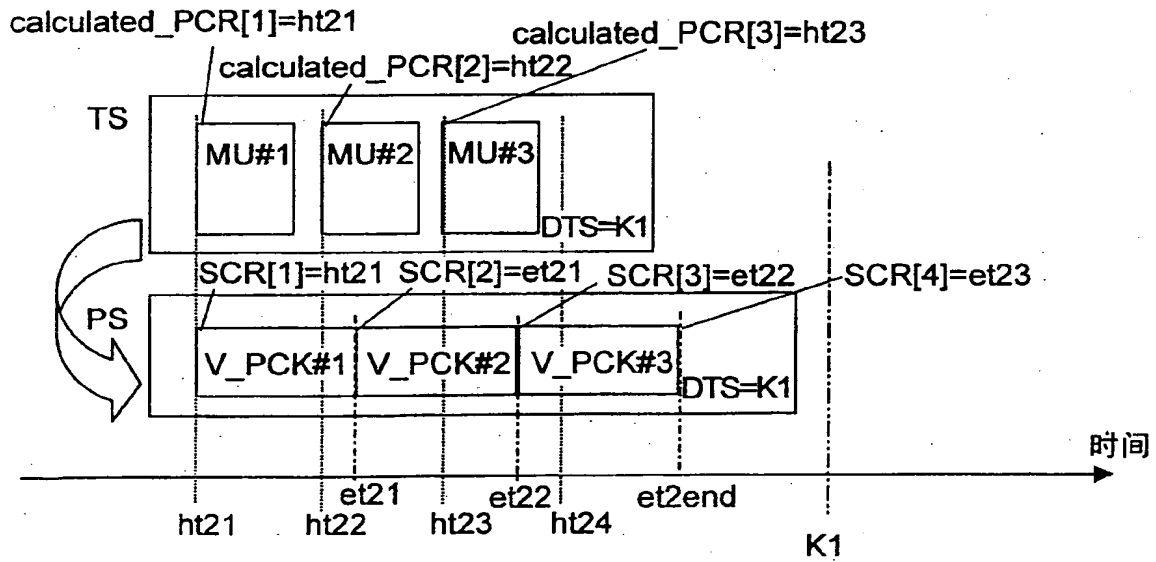 calculated_PCR[1]=ht21
calculated_PCR[3]=ht23
calculated_PCR[2]=ht22
TS
MU#1
MU#2
MU#3
DTS=K1
SCR[1]=ht21
SCR[2]=et21
SCR[3]=et22
SCR[4]=et23
PS
V_PCK#1
V_PCK#2
V_PCK#3
DTS=K1
时间
et21
et22
et2end
ht21
ht22
ht23
ht24
K1